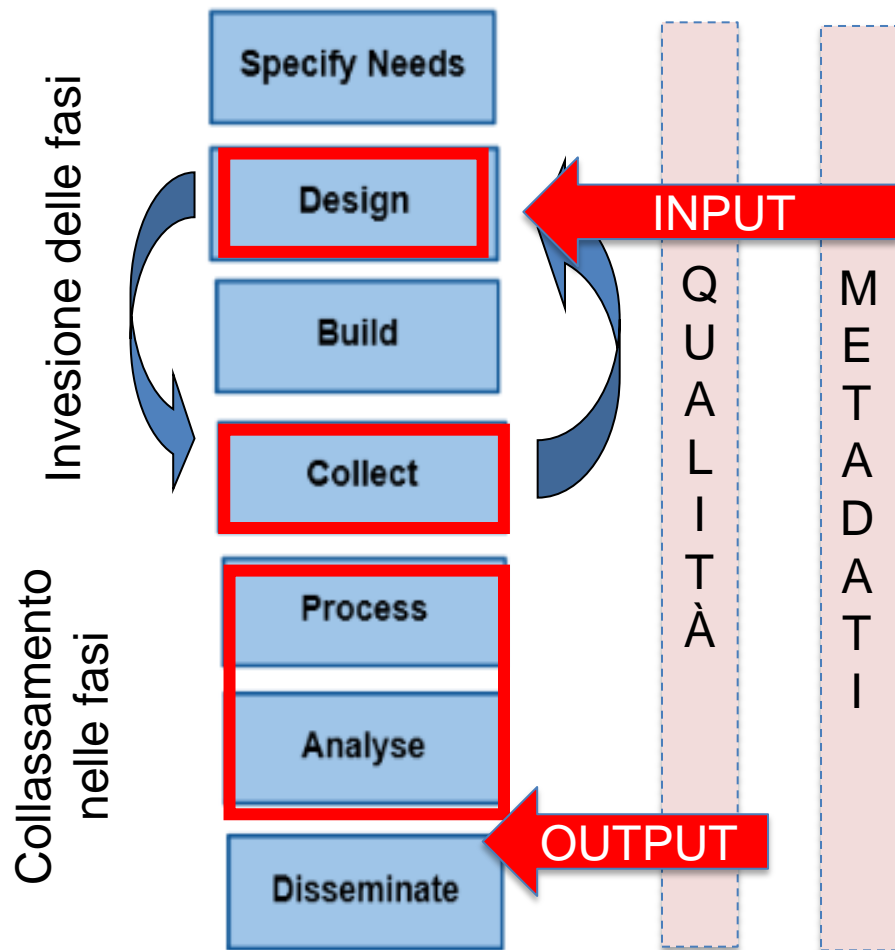 Specify Needs
Invesione delle fasi
Design
INPUT
Build
Collect
QUALITÀ
METADATI
Collassamento
nelle fasi
Process
Analyse
OUTPUT
Disseminate